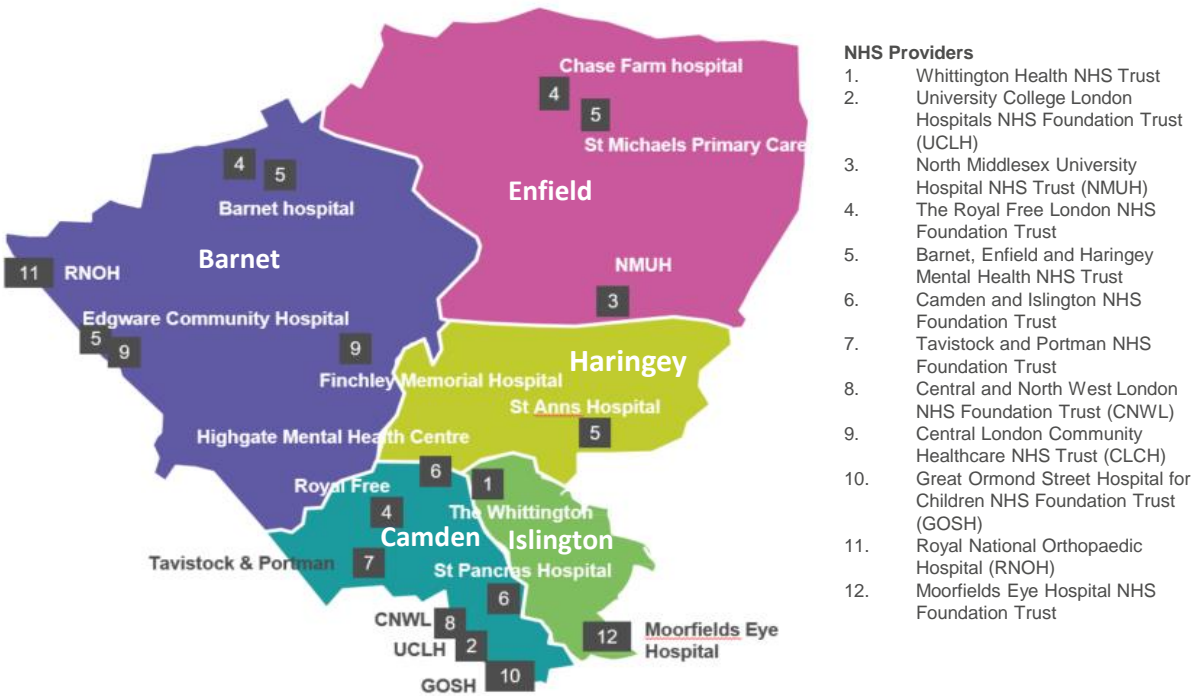 Chase Farm hospital
4
5
St Michaels Primary Care
Enfield
4
5
Barnet hospital
Barnet
11 RNOH
NMUH
3
Edgware Community Hospital
5
9
9
Finchley Memorial Hospital
Haringey
St Anns Hospital
5
Highgate Mental Health Centre
6
1
Royal Free
4
The Whittington
Camden
Islington
Tavistock & Portman
7
St Pancras Hospital
6
CNWL 8
UCLH 2
GOSH 10
12
Moorfields Eye
Hospital
NHS Providers
1. Whittington Health NHS Trust
2. University College London
Hospitals NHS Foundation Trust
(UCLH)
3. North Middlesex University
Hospital NHS Trust (NMUH)
4. The Royal Free London NHS
Foundation Trust
5. Barnet, Enfield and Haringey
Mental Health NHS Trust
6. Camden and Islington NHS
Foundation Trust
7. Tavistock and Portman NHS
Foundation Trust
8. Central and North West London
NHS Foundation Trust (CNWL)
9. Central London Community
Healthcare NHS Trust (CLCH)
10. Great Ormond Street Hospital for
Children NHS Foundation Trust
(GOSH)
11. Royal National Orthopaedic
Hospital (RNOH)
12. Moorfields Eye Hospital NHS
Foundation Trust